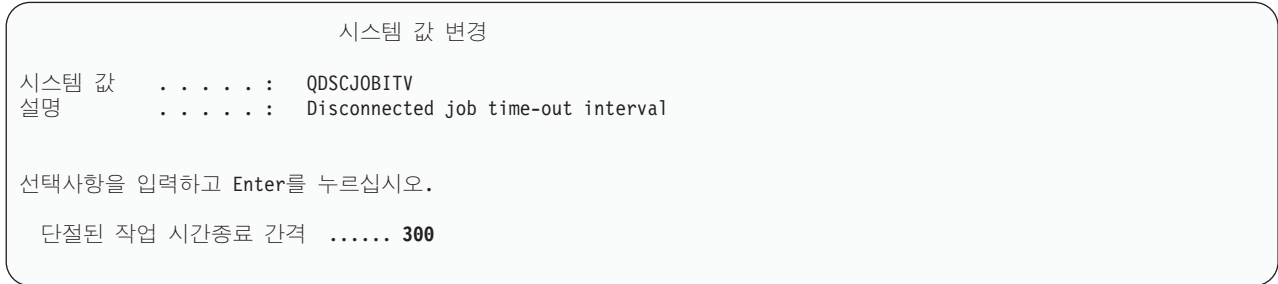 시스템 값 변경
시스템 값 . . . . . : QDSCJOBITV
설명 . . . . . : Disconnected job time-out interval
선택사항을 입력하고 Enter를 누르십시오.
단절된 작업 시간종료 간격 ...... 300